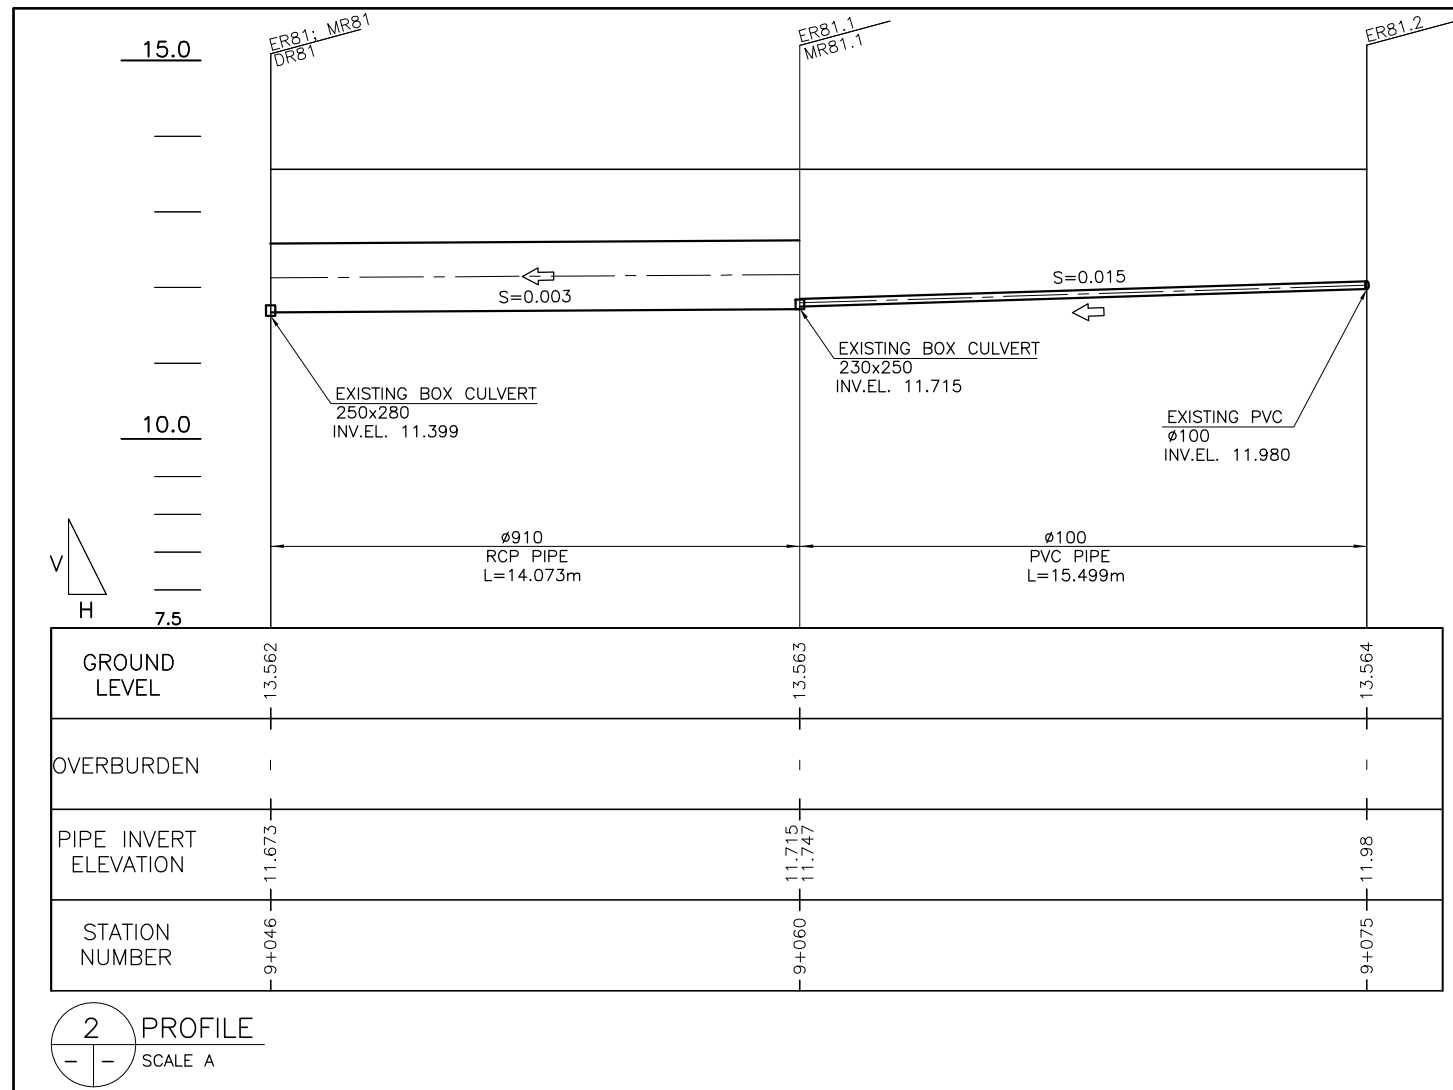 ER81; MR81
DR81
ER81.1
MR81.1
ER81.2
15.0
S=0.003
S=0.015
EXISTING BOX CULVERT
250x280
INV.EL. 11.399
EXISTING BOX CULVERT
230x250
INV.EL. 11.715
EXISTING PVC
ø100
INV.EL. 11.980
10.0
ø910
RCP PIPE
L=14.073m
ø100
PVC PIPE
L=15.499m
V
H
7.5
GROUND
LEVEL
13.562
13.563
13.564
OVERBURDEN
-
-
-
PIPE INVERT
ELEVATION
11.673
11.715
11.747
11.98
STATION
NUMBER
9+046
9+060
9+075
2
- -
PROFILE
SCALE A